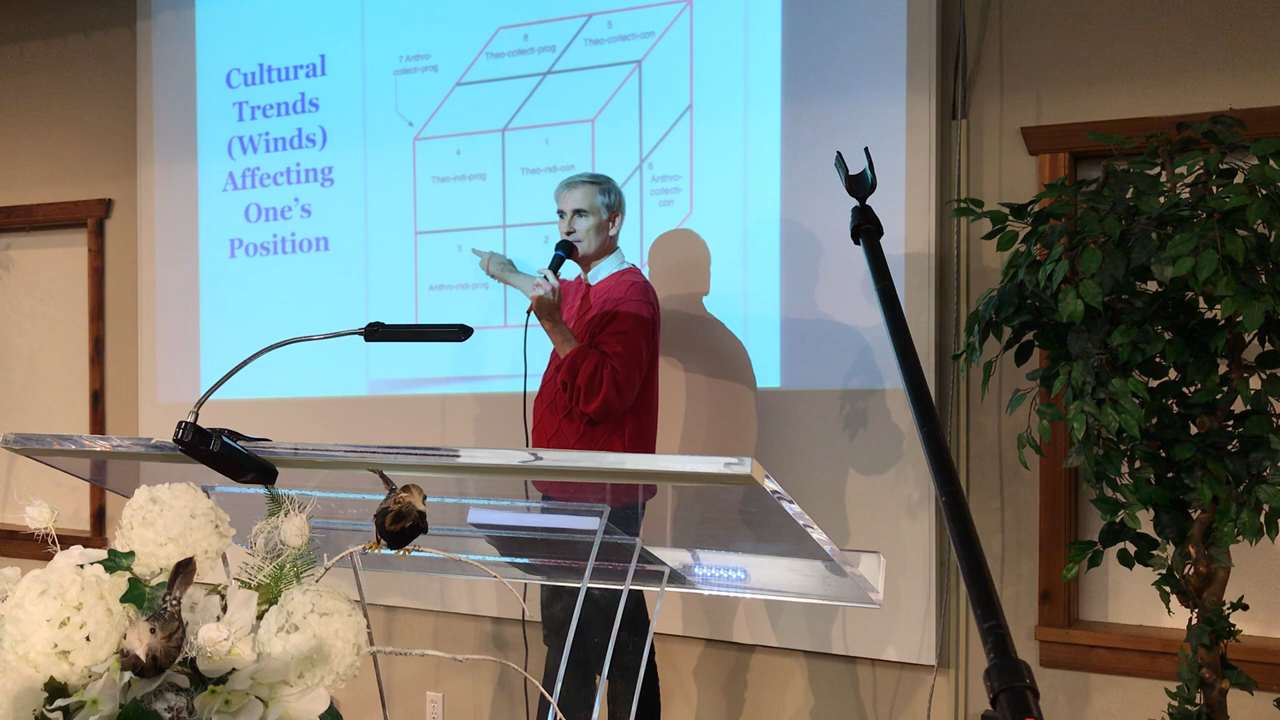 Cultural
Trends
(Winds)
Affecting
One's
Position
7 Anthro-
collecti-prog
8
Theo-collecti-prog
5
Theo-collecti-con
4
Theo-indi-prog
1
Theo-indi-con
6
Anthro-
collecti-
con
3
Anthro-indi-prog
2